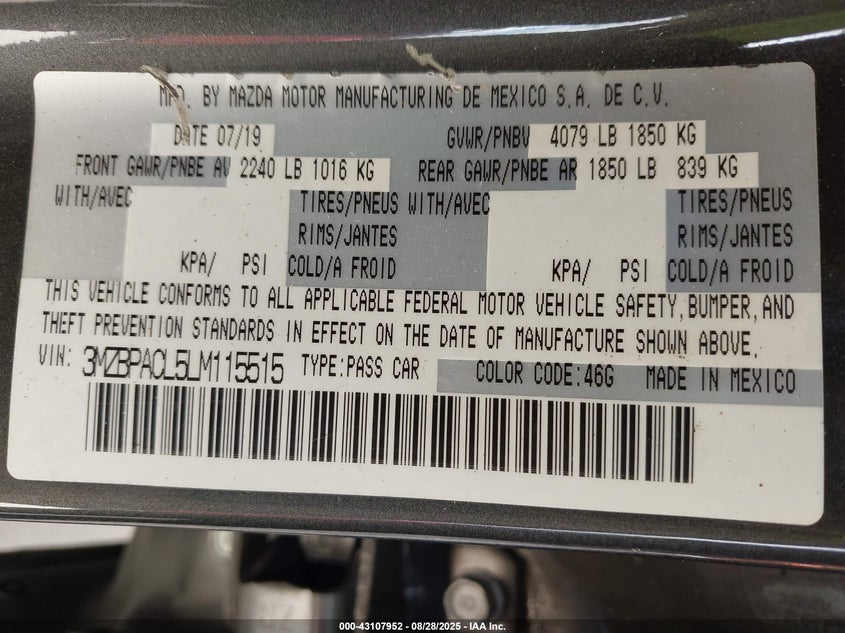 MFD. BY MAZDA MOTOR MANUFACTURING DE MEXICO S.A. DE C.V.
DATE 07/19 GVWR/PNBV 4079 LB 1850 KG
FRONT GAWR/PNBE AV 2240 LB 1016 KG REAR GAWR/PNBE AR 1850 LB 839 KG
WITH/AVEC TIRES/PNEUS WITH/AVEC TIRES/PNEUS
RIMS/JANTES RIMS/JANTES
KPA/ PSI COLD/A FROID KPA/ PSI COLD/A FROID
THIS VEHICLE CONFORMS TO ALL APPLICABLE FEDERAL MOTOR VEHICLE SAFETY, BUMPER, AND
THEFT PREVENTION STANDARDS IN EFFECT ON THE DATE OF MANUFACTURE SHOWN ABOVE.
VIN: 3MZBPACL5LM115515 TYPE:PASS CAR COLOR CODE:46G MADE IN MEXICO
000-43107952 | 08/28/2025 - IAA Inc.